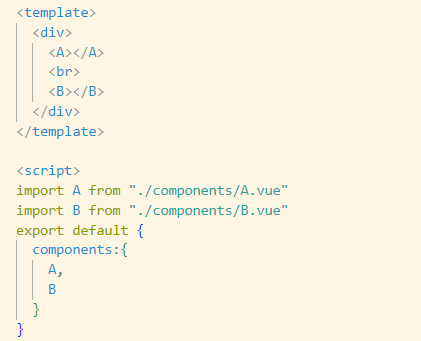 <template>
  <div>
    <A></A>
    <br>
    <B></B>
  </div>
</template>

<script>
import A from "./components/A.vue"
import B from "./components/B.vue"
export default {
  components:{
    A,
    B
  }
}